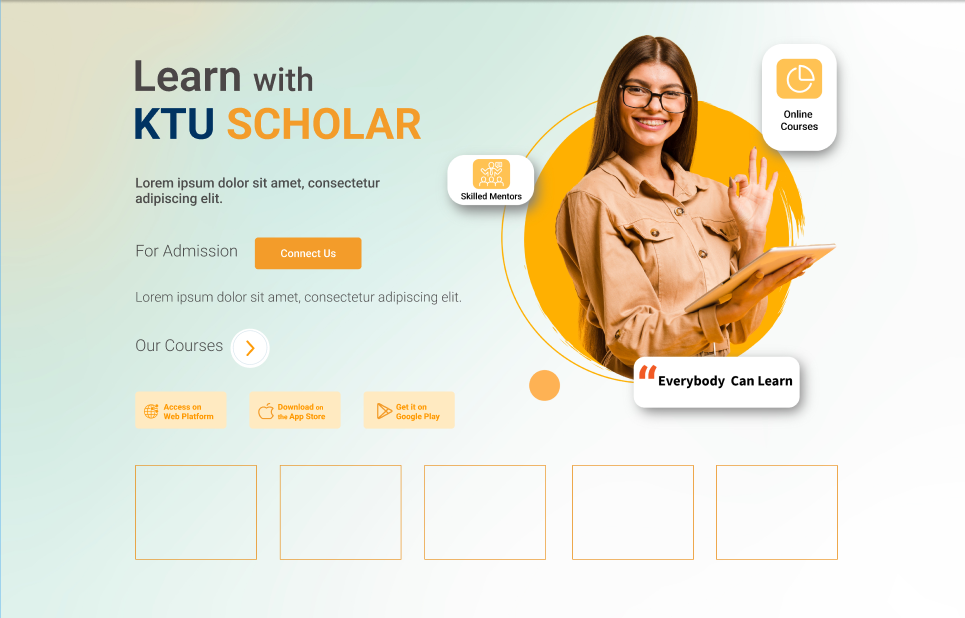 Learn with
KTU SCHOLAR
Lorem ipsum dolor sit amet, consectetur
adipiscing elit.
For Admission
Connect Us
Lorem ipsum dolor sit amet, consectetur adipiscing elit.
Our Courses
Access on
Web Platform
Download on
the App Store
Get it on
Google Play
Skilled Mentors
Online
Courses
“Everybody Can Learn